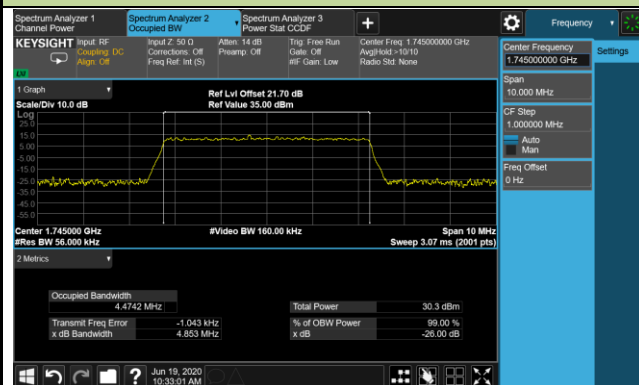 Spectrum Analyzer 1
Channel Power
Spectrum Analyzer 2
Occupied BW
Spectrum Analyzer 3
Power Stat CCDF
+
Frequency
KEYSIGHT
Input: RF
Coupling: DC
Align: Off
Input Z: 50 Ω
Corrections: Off
Freq Ref: Int (S)
Atten: 14 dB
Preamp: Off
Trig: Free Run
Gate: Off
#IF Gain: Low
Center Freq: 1.745000000 GHz
Avg|Hold:>10/10
Radio Std: None
LXI
Center Frequency
1.745000000 GHz
Settings
Span
10.000 MHz
CF Step
1.000000 MHz
Auto
Man
Freq Offset
0 Hz
1 Graph
Scale/Div 10.0 dB
Ref Lvl Offset 21.70 dB
Ref Value 35.00 dBm
Log
25.0
15.0
5.00
-5.00
-15.0
-25.0
-35.0
-45.0
-55.0
Center 1.745000 GHz
#Video BW 160.00 kHz
Span 10 MHz
#Res BW 56.000 kHz
Sweep 3.07 ms (2001 pts)
2 Metrics
Occupied Bandwidth
4.4742 MHz
Total Power 30.3 dBm
Transmit Freq Error -1.043 kHz
% of OBW Power 99.00 %
x dB Bandwidth 4.853 MHz
x dB -26.00 dB
?
Jun 19, 2020
10:33:01 AM